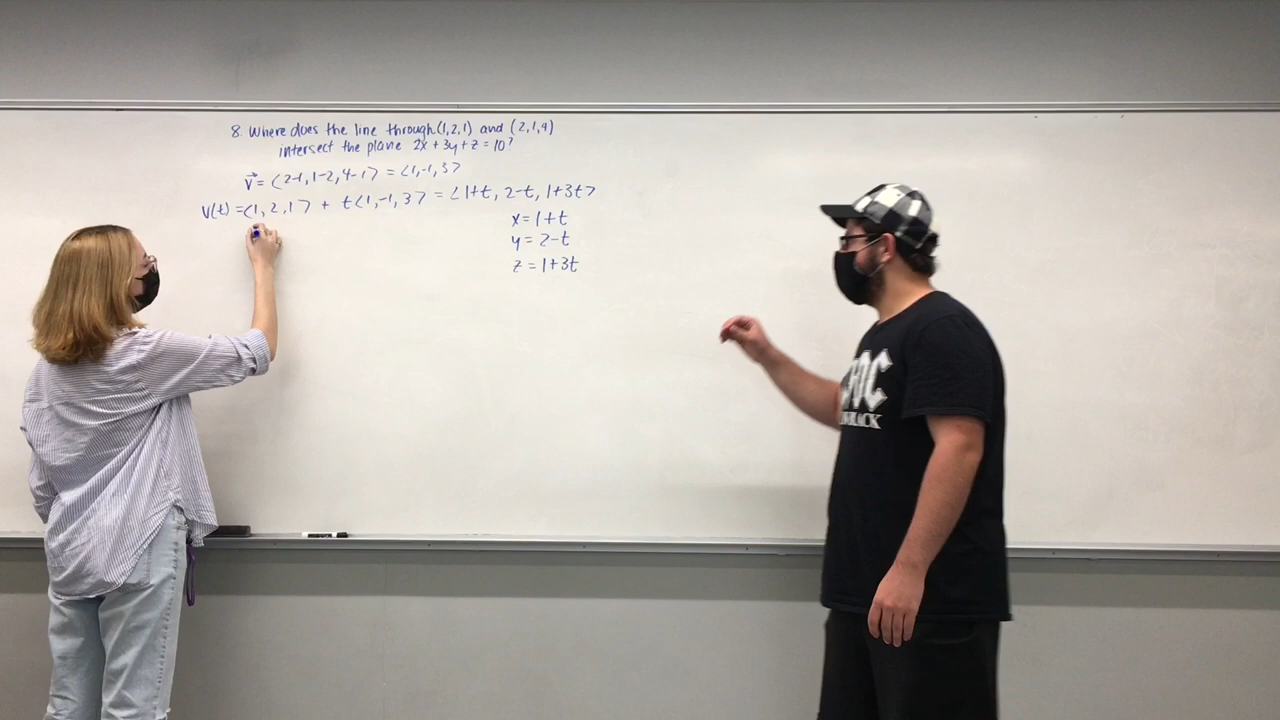 8. Where does the line through (1,2,1) and (2,1,4)
intersect the plane 2x + 3y + z = 10?
v⃗ = ⟨2-1, 1-2, 4-1⟩ = ⟨1,-1,3⟩
v(t) = ⟨1,2,1⟩ + t⟨1,-1,3⟩ = ⟨1+t, 2-t, 1+3t⟩
x = 1+t
y = 2-t
z = 1+3t